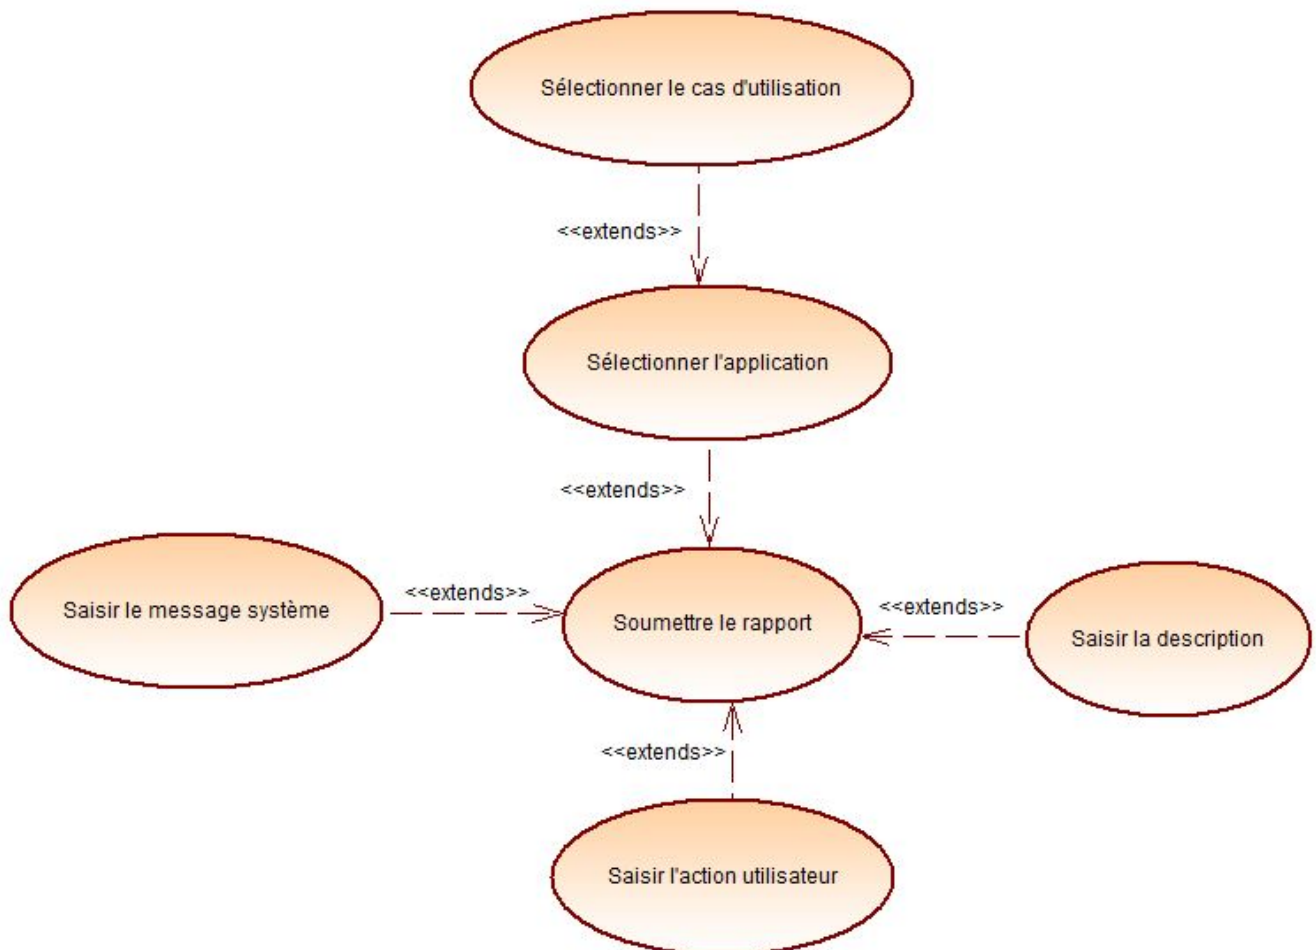 Sélectionner le cas d'utilisation
<<extends>>
Sélectionner l'application
<<extends>>
Saisir le message système
<<extends>>
Soumettre le rapport
<<extends>>
Saisir la description
<<extends>>
Saisir l'action utilisateur